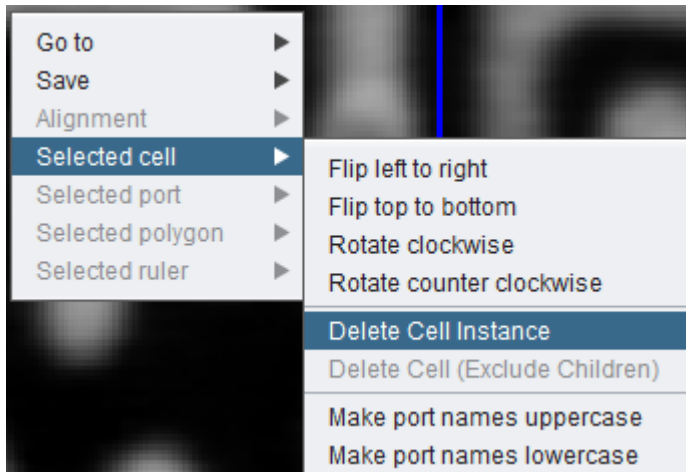 Go to
Save
Alignment
Selected cell
Selected port
Selected polygon
Selected ruler
Flip left to right
Flip top to bottom
Rotate clockwise
Rotate counter clockwise
Delete Cell Instance
Delete Cell (Exclude Children)
Make port names uppercase
Make port names lowercase